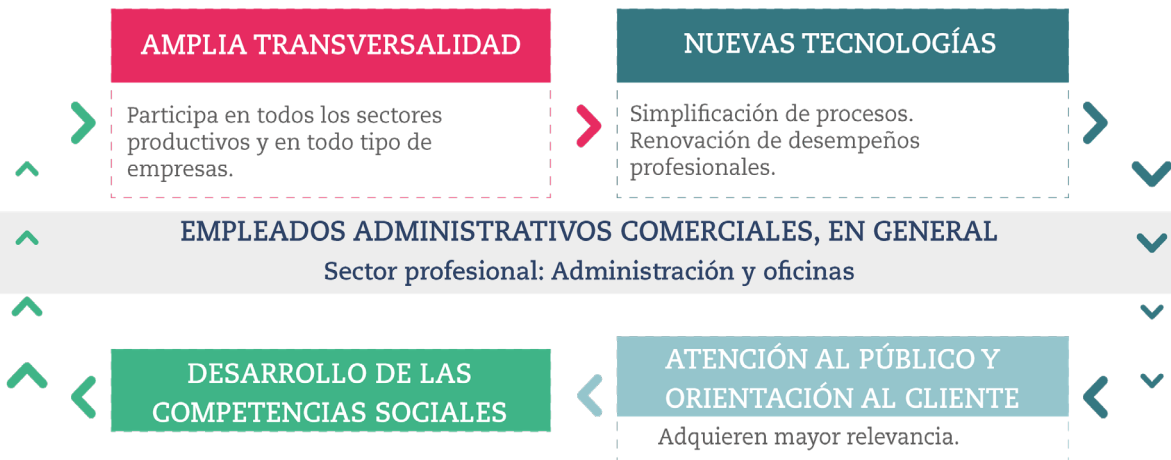 AMPLIA TRANSVERSALIDAD
Participa en todos los sectores
productivos y en todo tipo de
empresas.
NUEVAS TECNOLOGÍAS
Simplificación de procesos.
Renovación de desempeños
profesionales.
EMPLEADOS ADMINISTRATIVOS COMERCIALES, EN GENERAL
Sector profesional: Administración y oficinas
DESARROLLO DE LAS
COMPETENCIAS SOCIALES
ATENCIÓN AL PÚBLICO Y
ORIENTACIÓN AL CLIENTE
Adquieren mayor relevancia.